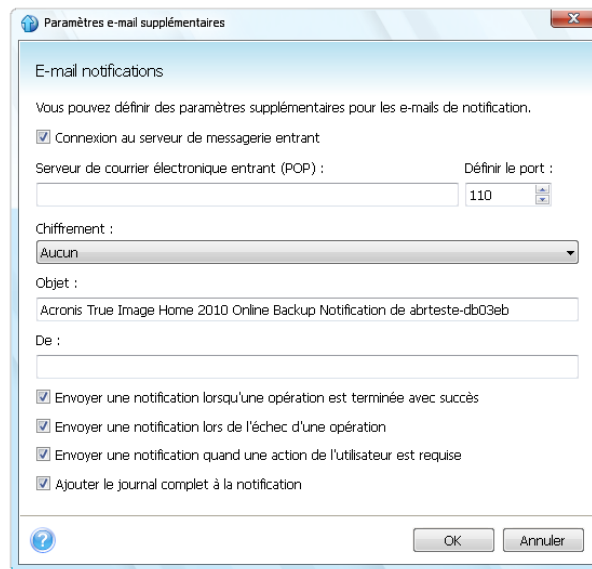 Paramètres e-mail supplémentaires
E-mail notifications
Vous pouvez définir des paramètres supplémentaires pour les e-mails de notification.
Connexion au serveur de messagerie entrant
Serveur de courrier électronique entrant (POP) : Définir le port :
110
Chiffrement :
Aucun
Objet :
Acronis True Image Home 2010 Online Backup Notification de abrteste-db03eb
De :
Envoyer une notification lorsqu'une opération est terminée avec succès
Envoyer une notification lors de l'échec d'une opération
Envoyer une notification quand une action de l'utilisateur est requise
Ajouter le journal complet à la notification
? OK Annuler